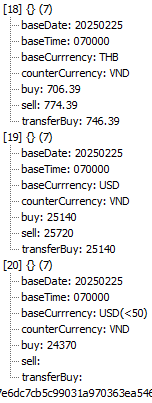 [18] {} (7)
baseDate: 20250225
baseTime: 070000
baseCurrrency: THB
counterCurrency: VND
buy: 706.39
sell: 774.39
transferBuy: 746.39
[19] {} (7)
baseDate: 20250225
baseTime: 070000
baseCurrrency: USD
counterCurrency: VND
buy: 25140
sell: 25720
transferBuy: 25140
[20] {} (7)
baseDate: 20250225
baseTime: 070000
baseCurrrency: USD(<50)
counterCurrency: VND
buy: 24370
sell:
transferBuy:
7e6dc7cb5c99031a970363ea546